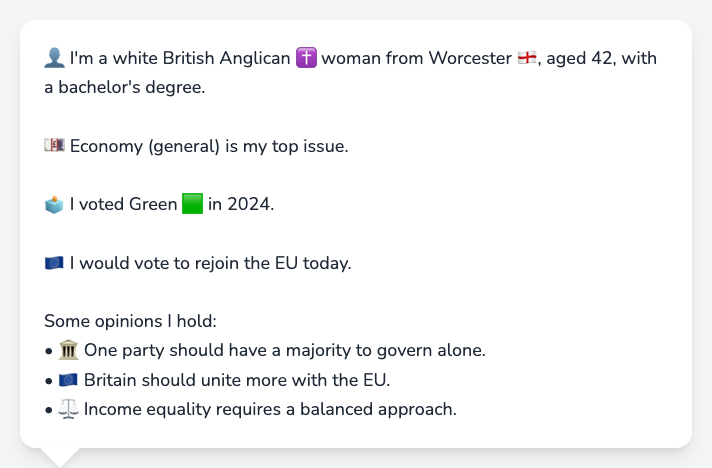 👤 I'm a white British Anglican ✝️ woman from Worcester 🏴󠁧󠁢󠁥󠁮󠁧󠁿, aged 42, with
a bachelor's degree.
💷 Economy (general) is my top issue.
🗳️ I voted Green 🟩 in 2024.
🇪🇺 I would vote to rejoin the EU today.
Some opinions I hold:
• 🏛️ One party should have a majority to govern alone.
• 🇪🇺 Britain should unite more with the EU.
• ⚖️ Income equality requires a balanced approach.